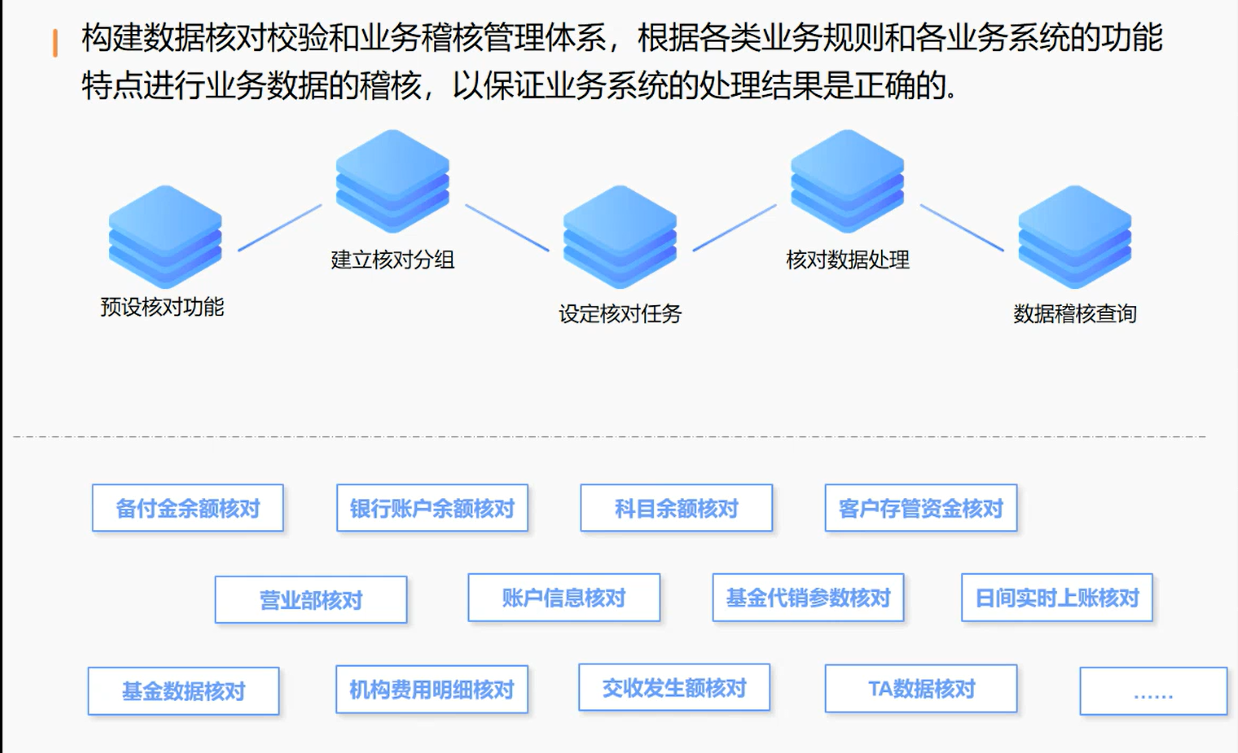 构建数据核对校验和业务稽核管理体系，根据各类业务规则和各业务系统的功能
特点进行业务数据的稽核，以保证业务系统的处理结果是正确的。
预设核对功能
建立核对分组
设定核对任务
核对数据处理
数据稽核查询
备付金余额核对
银行账户余额核对
科目余额核对
客户存管资金核对
营业部核对
账户信息核对
基金代销参数核对
日间实时上账核对
基金数据核对
机构费用明细核对
交收发生额核对
TA数据核对
......